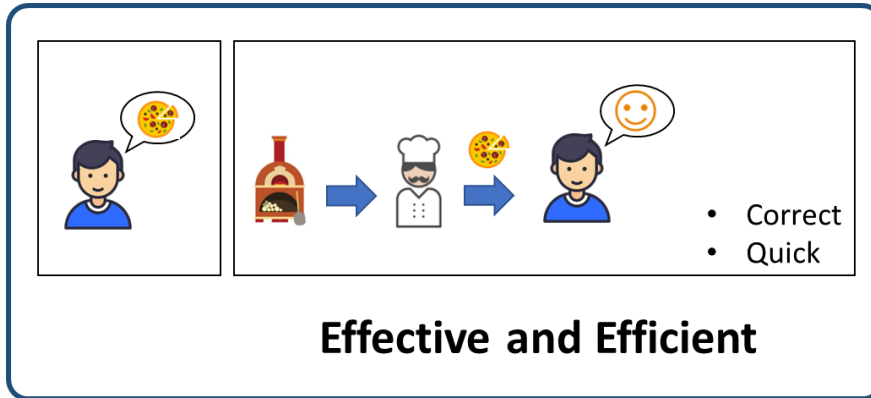 • Correct
• Quick
Effective and Efficient